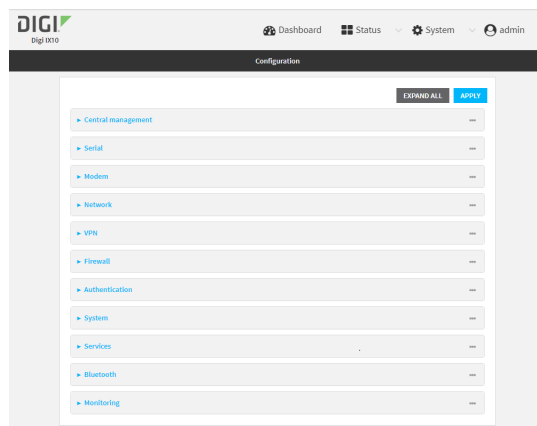 DIGI
Digi IX10
Dashboard Status System admin
Configuration
EXPAND ALL APPLY
Central management
Serial
Modem
Network
VPN
Firewall
Authentication
System
Services
Bluetooth
Monitoring